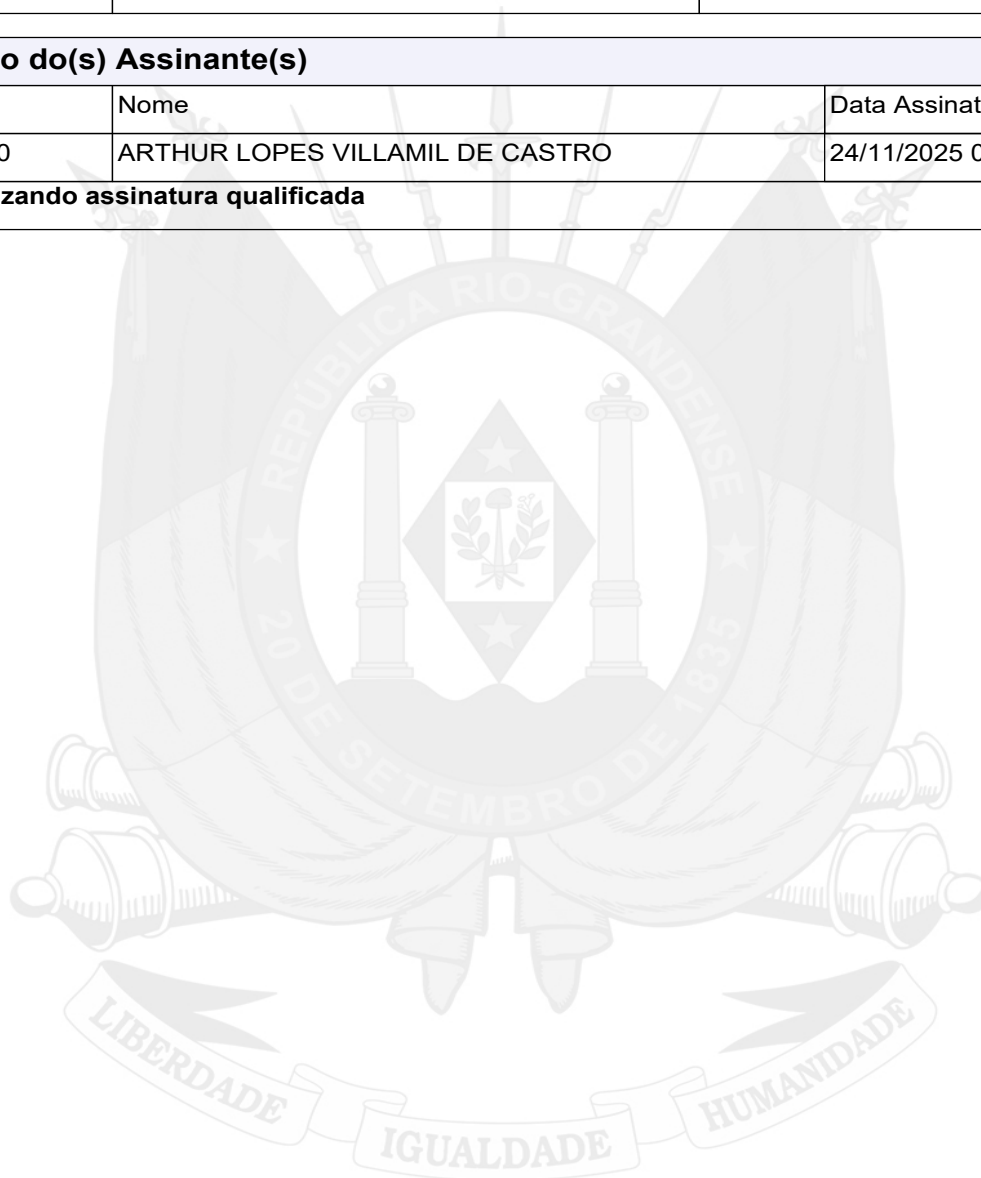 o do(s) Assinante(s)
Nome
Data Assinat
0
ARTHUR LOPES VILLAMIL DE CASTRO
24/11/2025 0
zando assinatura qualificada
REPÚBLICA RIO-GRANDENSE
20 DE SETEMBRO DE 1835
LIBERDADE
IGUALDADE
HUMANIDADE